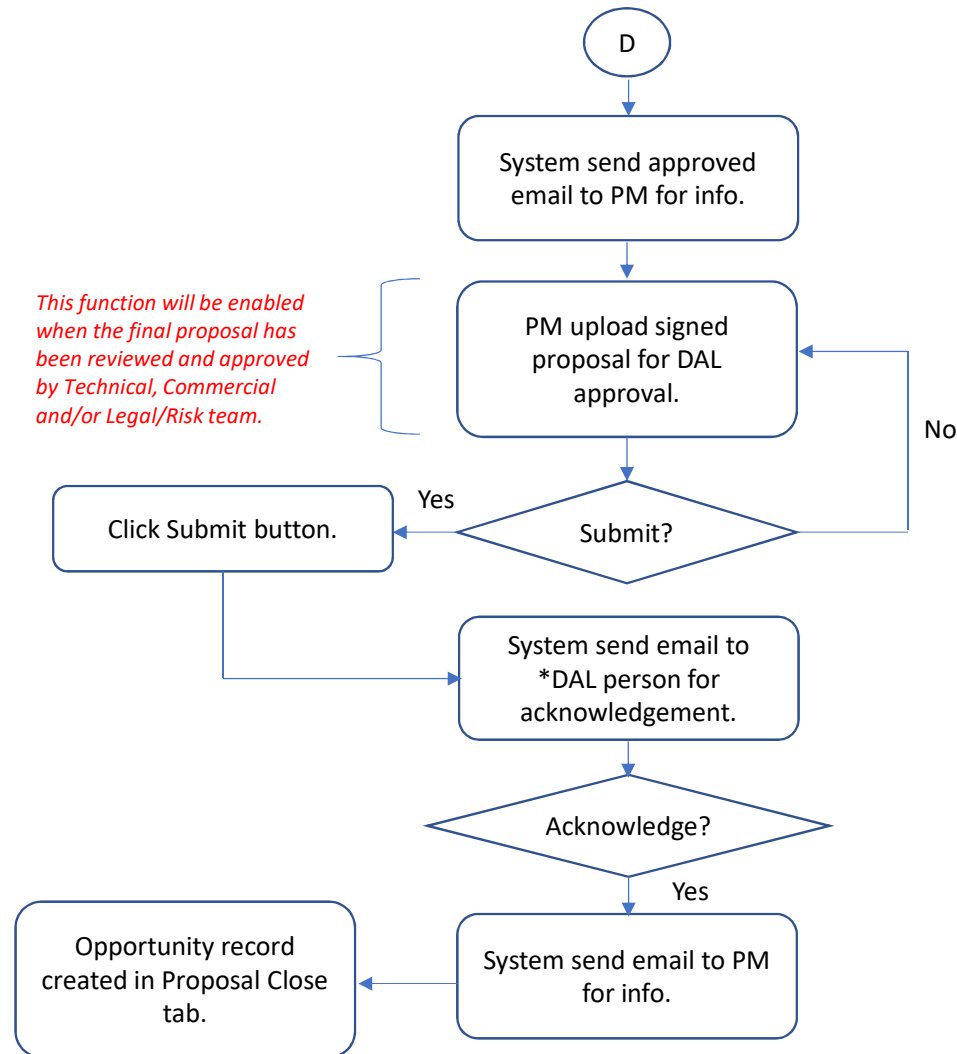 D
System send approved
email to PM for info.
This function will be enabled
when the final proposal has
been reviewed and approved
by Technical, Commercial
and/or Legal/Risk team.
PM upload signed
proposal for DAL
approval.
No
Yes
Submit?
Click Submit button.
System send email to
*DAL person for
acknowledgement.
Acknowledge?
Yes
System send email to PM
for info.
Opportunity record
created in Proposal Close
tab.